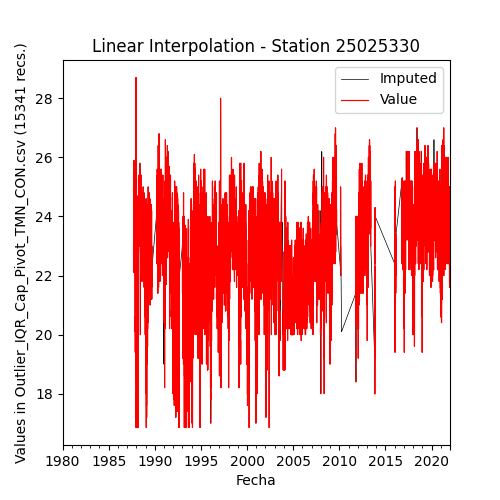 Linear Interpolation - Station 25025330
Values in Outlier_IQR_Cap_Pivot_TMN_CON.csv (15341 recs.)
Imputed
Value
28
26
24
22
20
18
1980 1985 1990 1995 2000 2005 2010 2015 2020
Fecha